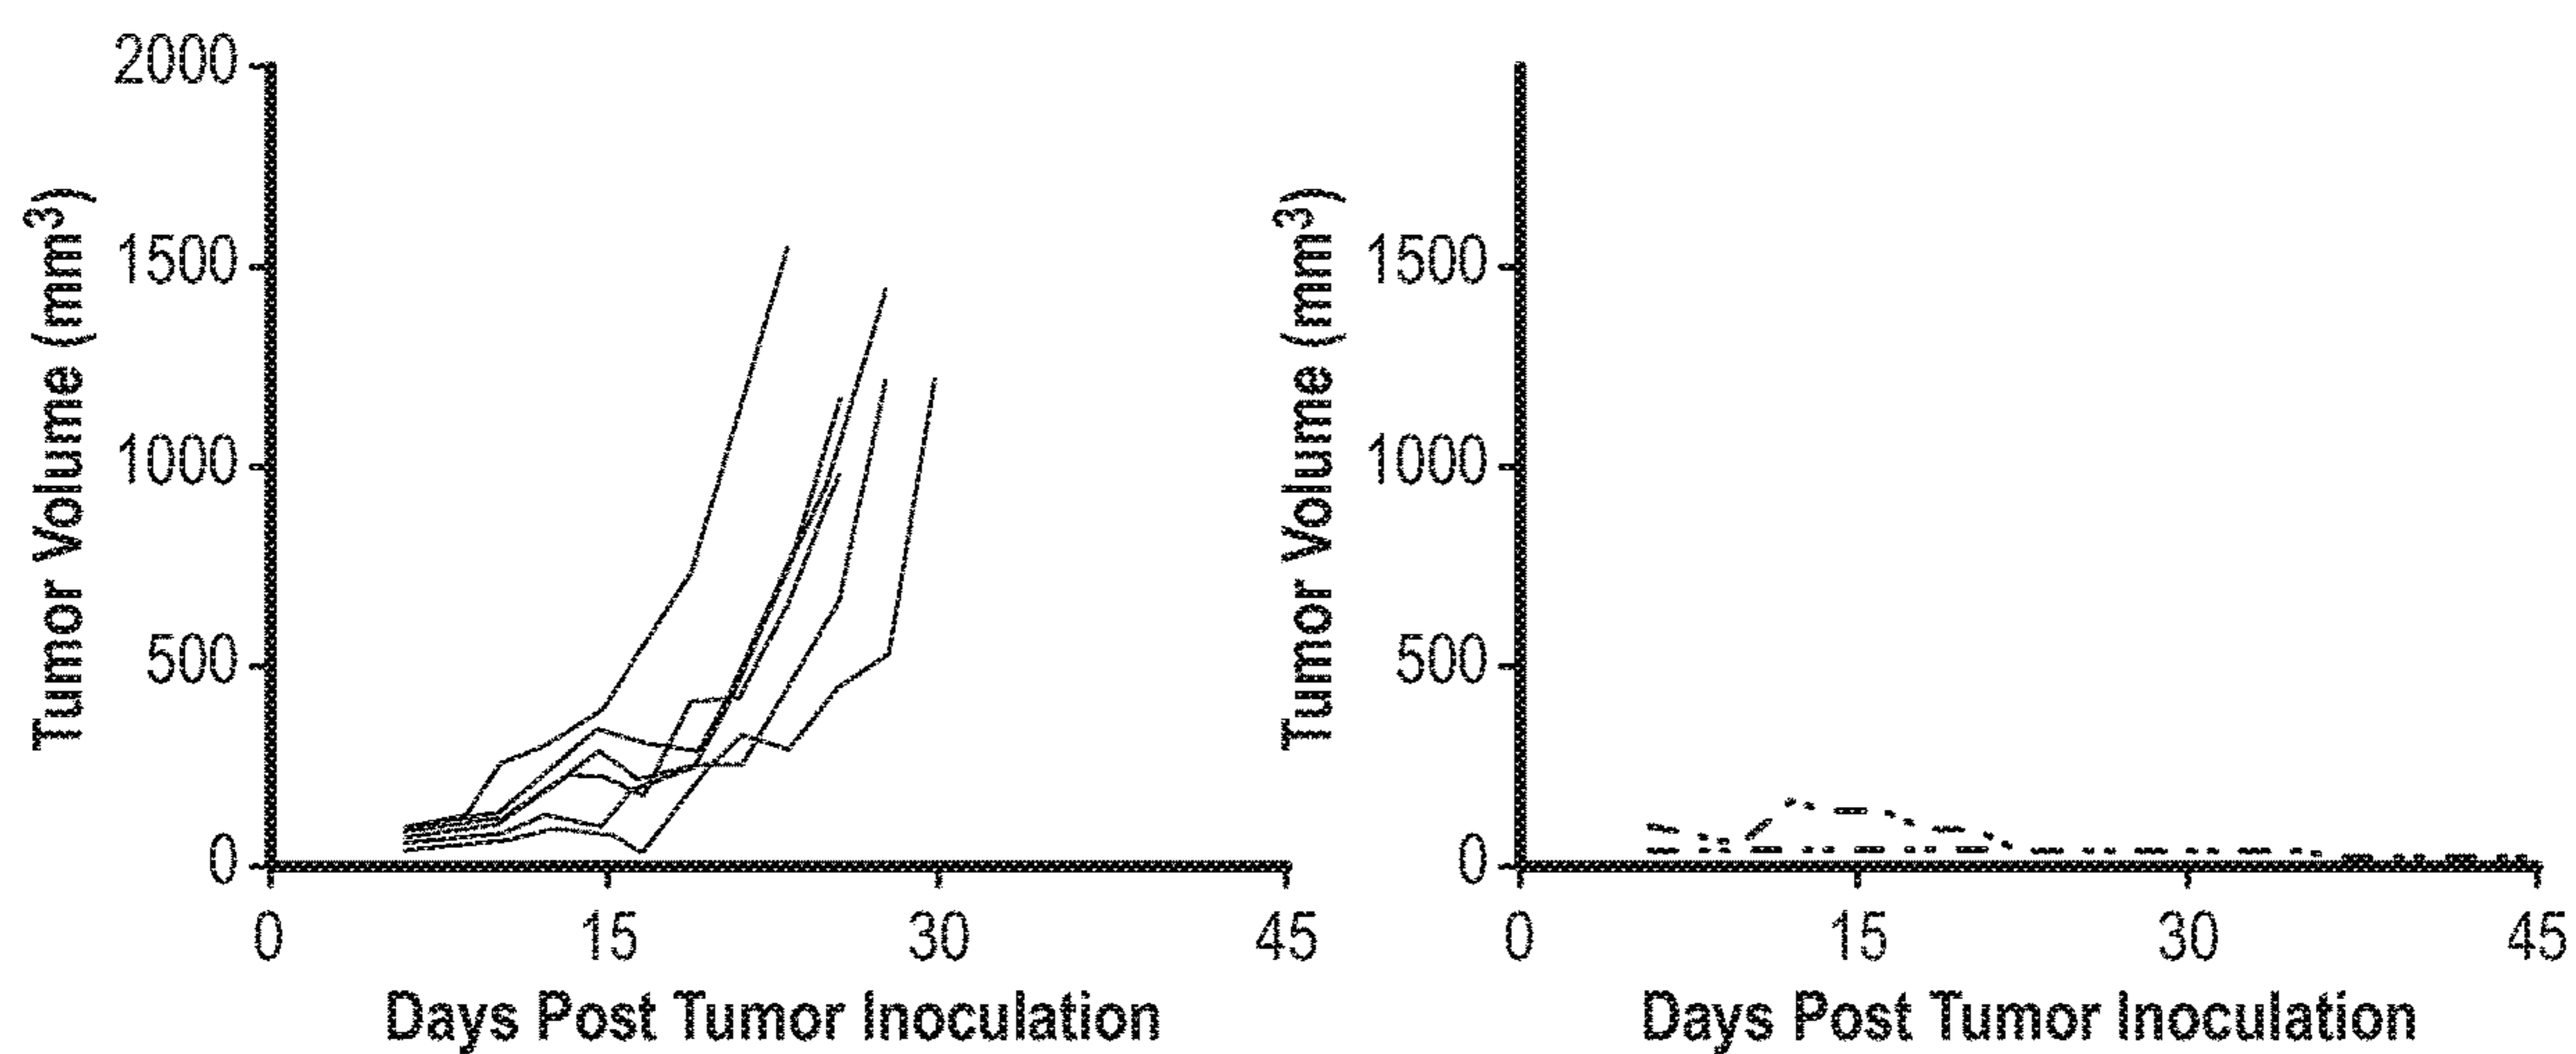 Tumor Volume (mm³)
2000
1500
1000
500
0
0 15 30 45
Days Post Tumor Inoculation
Tumor Volume (mm³)
1500
1000
500
0
0 15 30 45
Days Post Tumor Inoculation